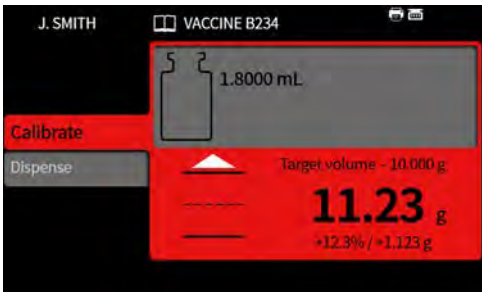 J. SMITH
VACCINE B234
1.8000 mL
Calibrate
Dispense
Target volume - 10.000 g
11.23 g
+12.3% / +1.123 g